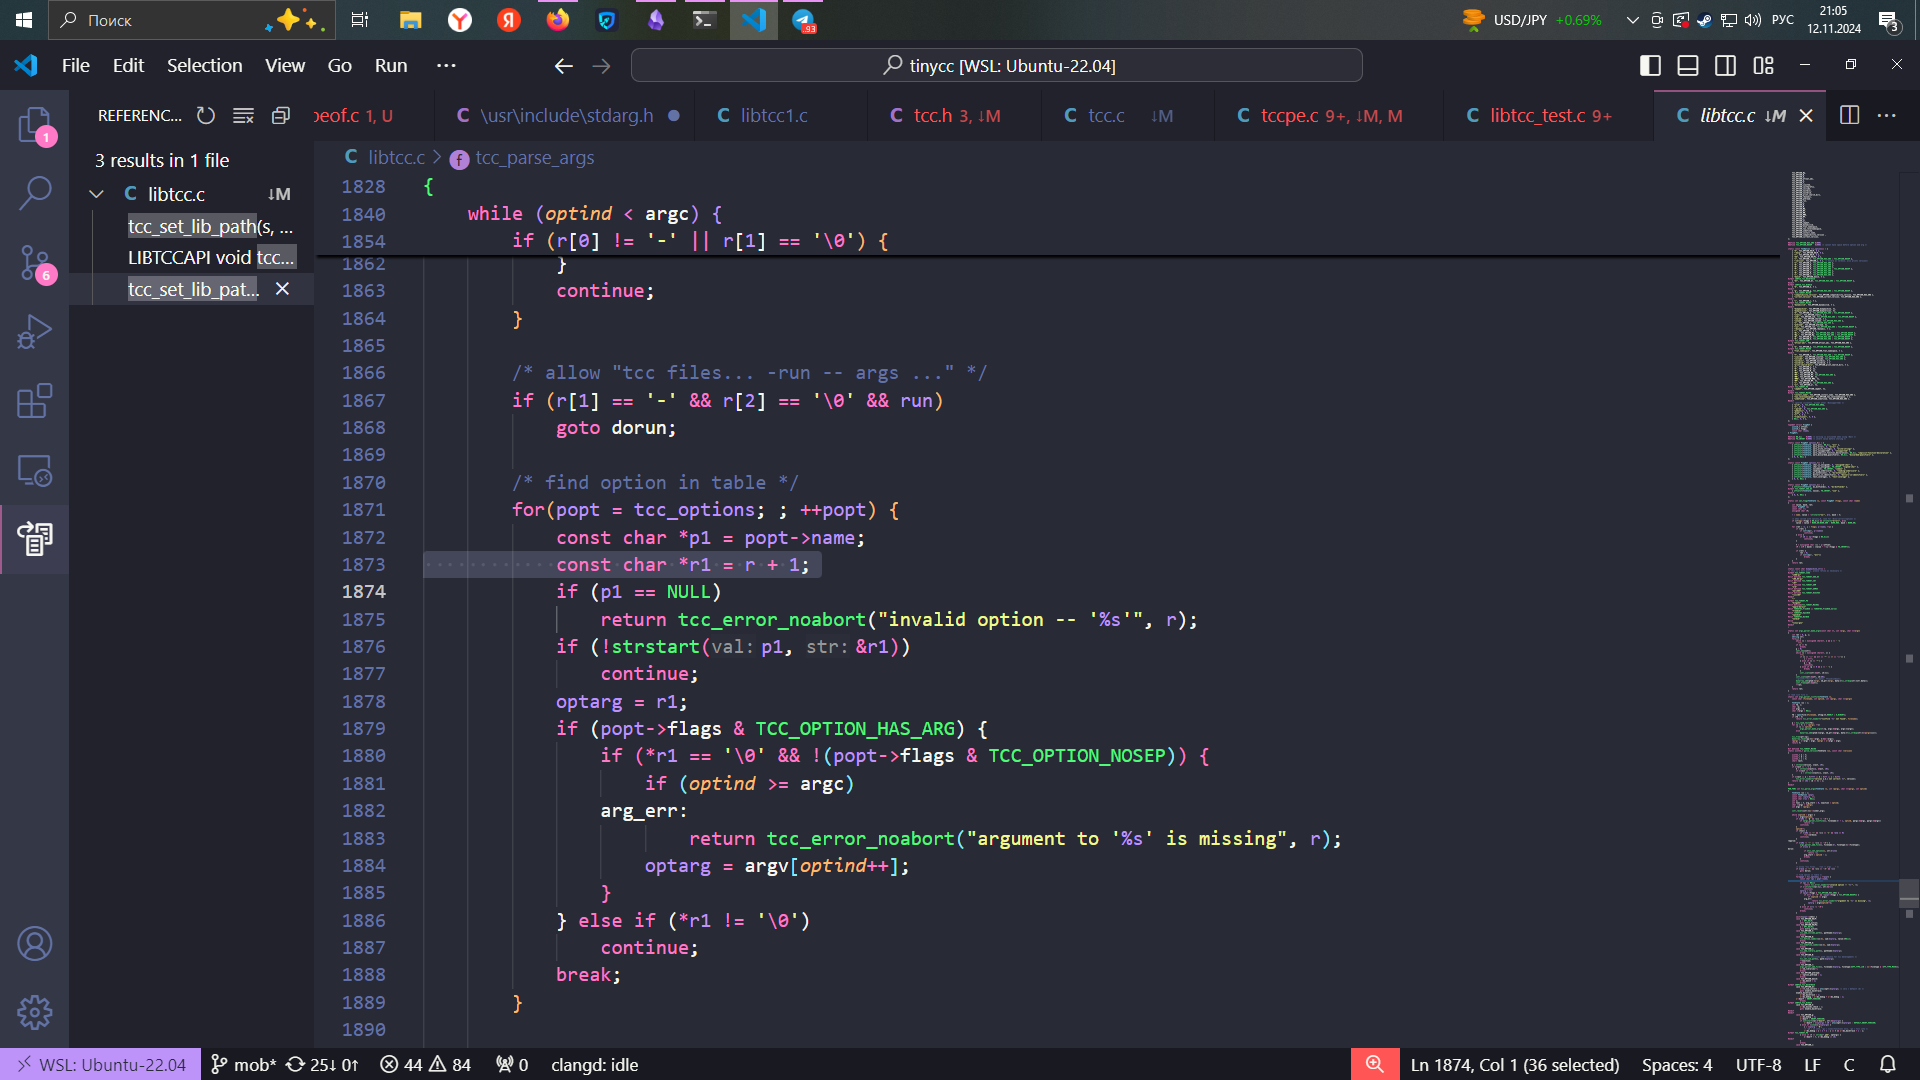 Поиск
USD/JPY +0.69%
РУС
21:05
12.11.2024
3
.93
File Edit Selection View Go Run ···
tinycc [WSL: Ubuntu-22.04]
REFERENC...
peof.c 1, U
C \usr\include\stdarg.h
C libtcc1.c
C tcc.h 3, ↓M
C tcc.c ↓M
C tccpe.c 9+, ↓M, M
C libtcc_test.c 9+
C libtcc.c ↓M
1
6
3 results in 1 file
C libtcc.c ↓M
tcc_set_lib_path(s, ...
LIBTCCAPI void tcc...
tcc_set_lib_pat...
C libtcc.c > f tcc_parse_args
1828 {
1840 while (optind < argc) {
1854 if (r[0] != '-' || r[1] == '\0') {
1862 }
1863 continue;
1864 }
1865
1866 /* allow "tcc files... -run -- args ..." */
1867 if (r[1] == '-' && r[2] == '\0' && run)
1868 goto dorun;
1869
1870 /* find option in table */
1871 for(popt = tcc_options; ; ++popt) {
1872 const char *p1 = popt->name;
1873 const char *r1 = r + 1;
1874 if (p1 == NULL)
1875 return tcc_error_noabort("invalid option -- '%s'", r);
1876 if (!strstart(val: p1, str: &r1))
1877 continue;
1878 optarg = r1;
1879 if (popt->flags & TCC_OPTION_HAS_ARG) {
1880 if (*r1 == '\0' && !(popt->flags & TCC_OPTION_NOSEP)) {
1881 if (optind >= argc)
1882 arg_err:
1883 return tcc_error_noabort("argument to '%s' is missing", r);
1884 optarg = argv[optind++];
1885 }
1886 } else if (*r1 != '\0')
1887 continue;
1888 break;
1889 }
1890
WSL: Ubuntu-22.04 mob* 25↓ 0↑ 44 84 0 clangd: idle
Ln 1874, Col 1 (36 selected) Spaces: 4 UTF-8 LF C